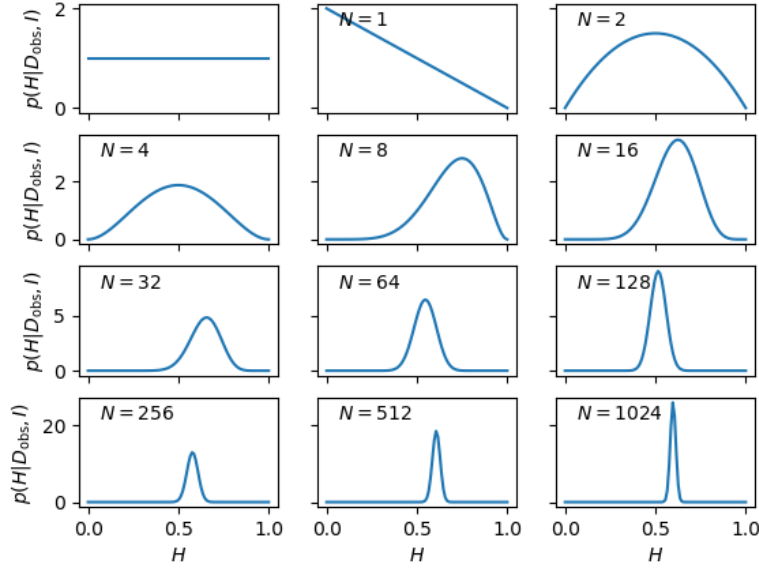 2
0
p(H|D_obs, I)
N = 1
N = 2
2
0
p(H|D_obs, I)
N = 4
N = 8
N = 16
5
0
p(H|D_obs, I)
N = 32
N = 64
N = 128
20
0
p(H|D_obs, I)
N = 256
N = 512
N = 1024
0.0 0.5 1.0
0.0 0.5 1.0
0.0 0.5 1.0
H
H
H